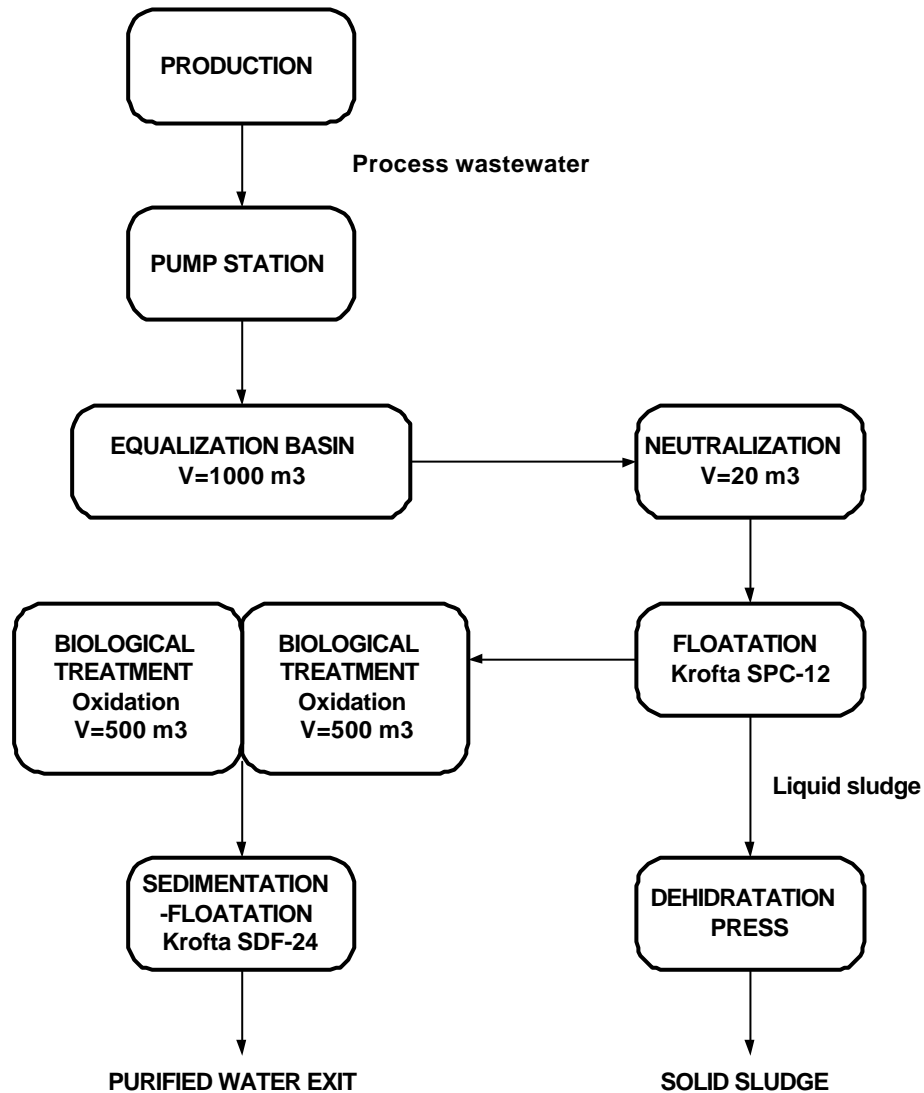 PRODUCTION
Process wastewater
PUMP STATION
EQUALIZATION BASIN
V=1000 m3
NEUTRALIZATION
V=20 m3
BIOLOGICAL
TREATMENT
Oxidation
V=500 m3
BIOLOGICAL
TREATMENT
Oxidation
V=500 m3
FLOATATION
Krofta SPC-12
Liquid sludge
SEDIMENTATION
-FLOATATION
Krofta SDF-24
DEHIDRATATION
PRESS
PURIFIED WATER EXIT
SOLID SLUDGE